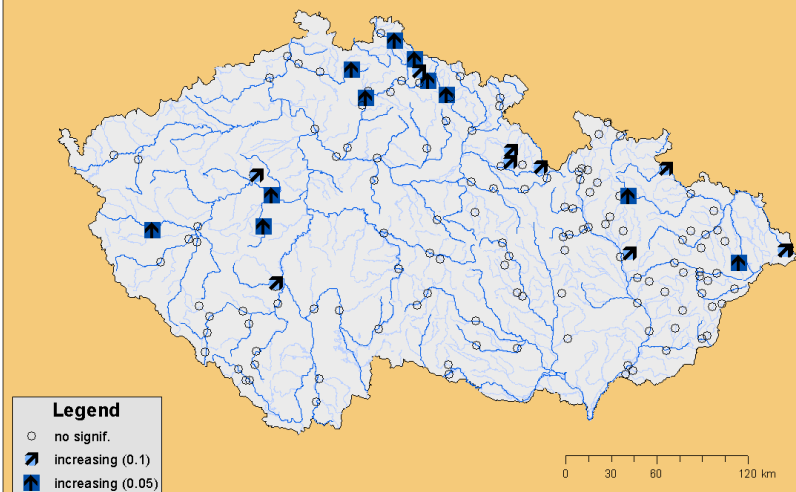 Legend
no signif.
increasing (0.1)
increasing (0.05)
0 30 60 120 km